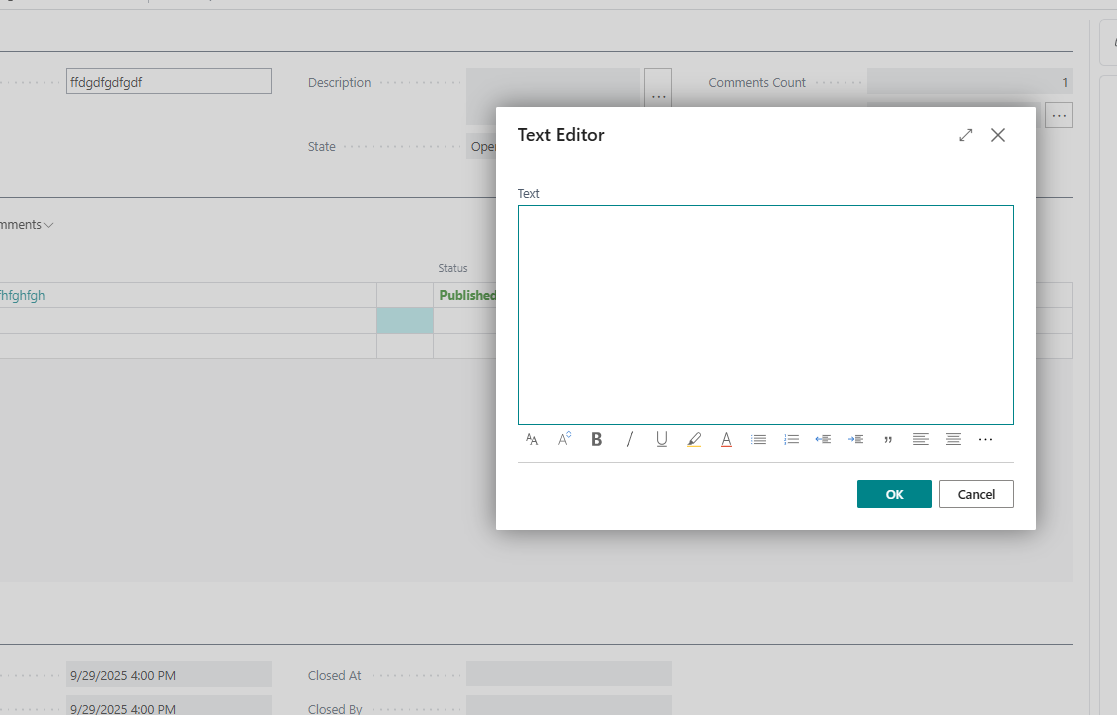 ffdgdfgdfgdf
Description
...
Comments Count
1
...
State
Text Editor
Text
mments
Status
fhfghfgh
Published
OK
Cancel
9/29/2025 4:00 PM
Closed At
9/29/2025 4:00 PM
Closed By